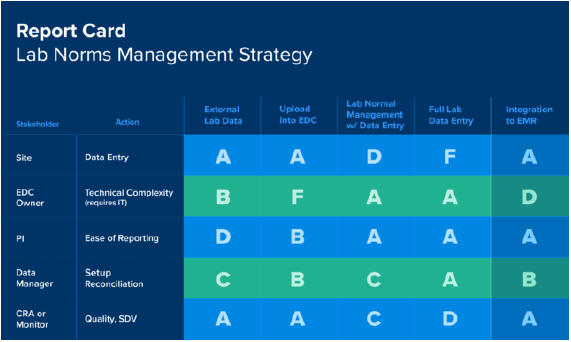 Report Card
Lab Norms Management Strategy
Stakeholder Action External Lab Data Upload into EDC Lab Normal Management w/ Data Entry Full Lab Data Entry Integration to EMR
Site Data Entry A A D F A
EDC Owner Technical Complexity (requires IT) B F A A D
PI Ease of Reporting D B A A A
Data Manager Setup Reconciliation C B C A B
CRA or Monitor Quality, SDV A A C D A